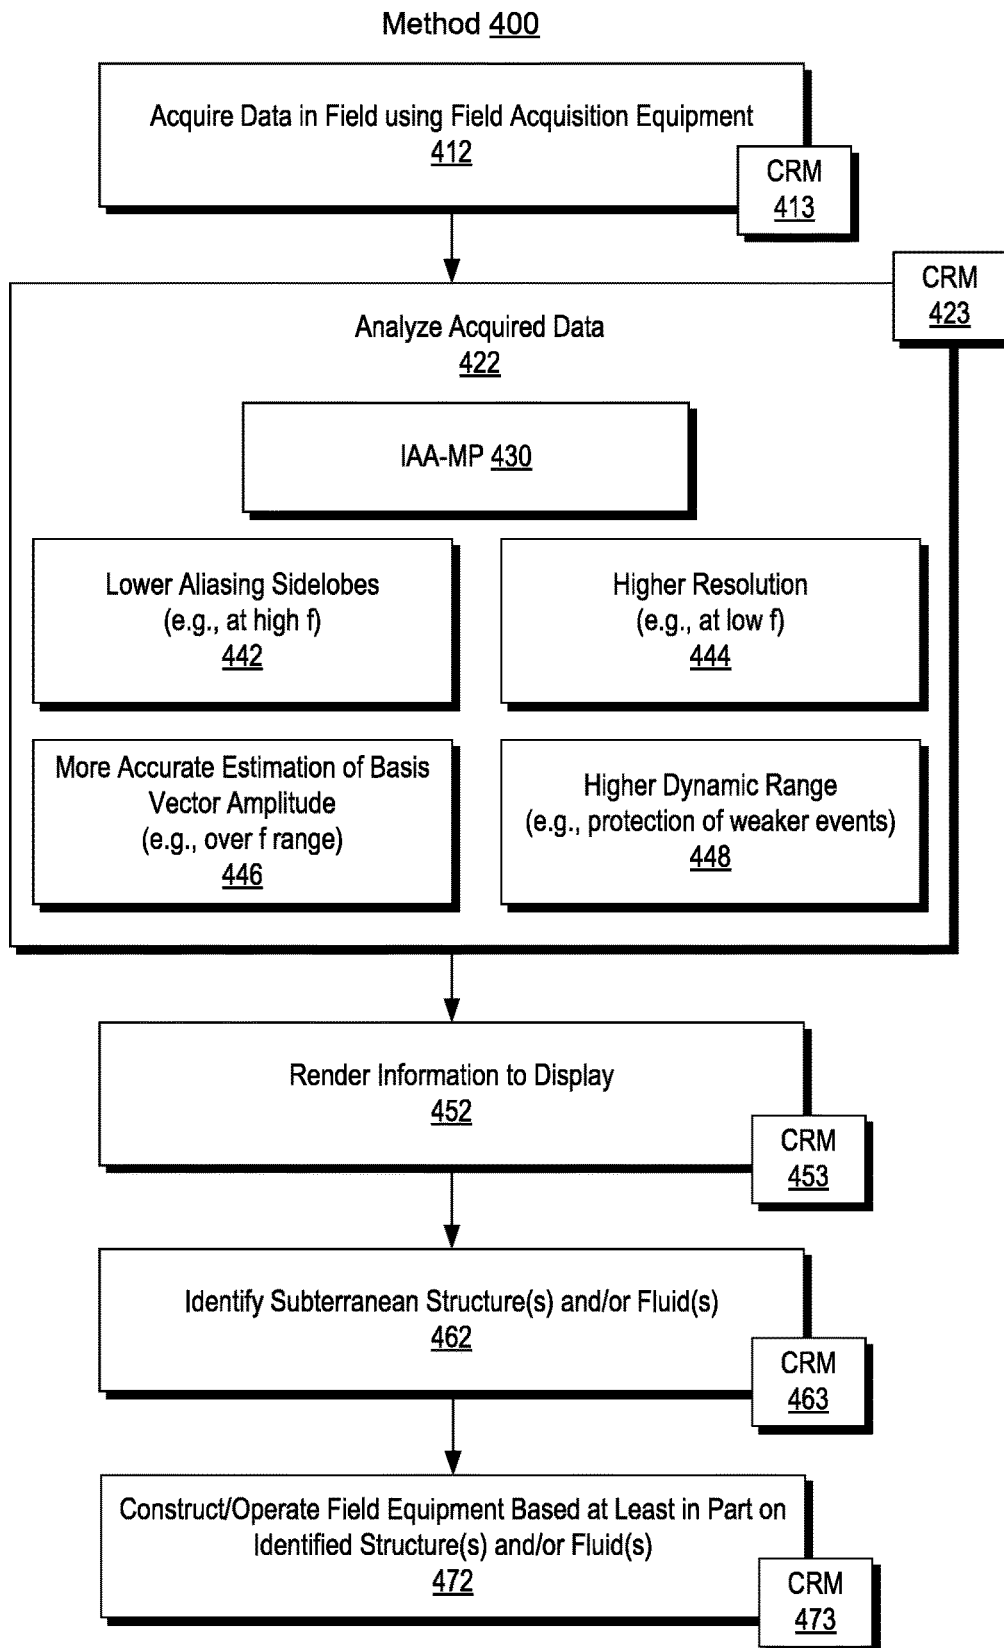 Method 400
Acquire Data in Field using Field Acquisition Equipment
412
CRM
413
CRM
423
Analyze Acquired Data
422
IAA-MP 430
Lower Aliasing Sidelobes
(e.g., at high f)
442
Higher Resolution
(e.g., at low f)
444
More Accurate Estimation of Basis
Vector Amplitude
(e.g., over f range)
446
Higher Dynamic Range
(e.g., protection of weaker events)
448
Render Information to Display
452
CRM
453
Identify Subterranean Structure(s) and/or Fluid(s)
462
CRM
463
Construct/Operate Field Equipment Based at Least in Part on
Identified Structure(s) and/or Fluid(s)
472
CRM
473